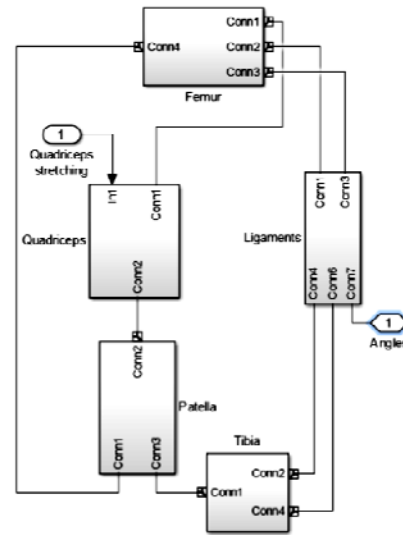 Conn1
Conn4
Conn2
Conn3
Femur
1
Quadriceps
stretching
In1
Conn1
Quadriceps
Conn2
Conn1
Conn3
Ligaments
Conn4
Conn6
Conn7
1
Angles
Conn2
Patella
Conn1
Conn3
Tibia
Conn2
Conn1
Conn4